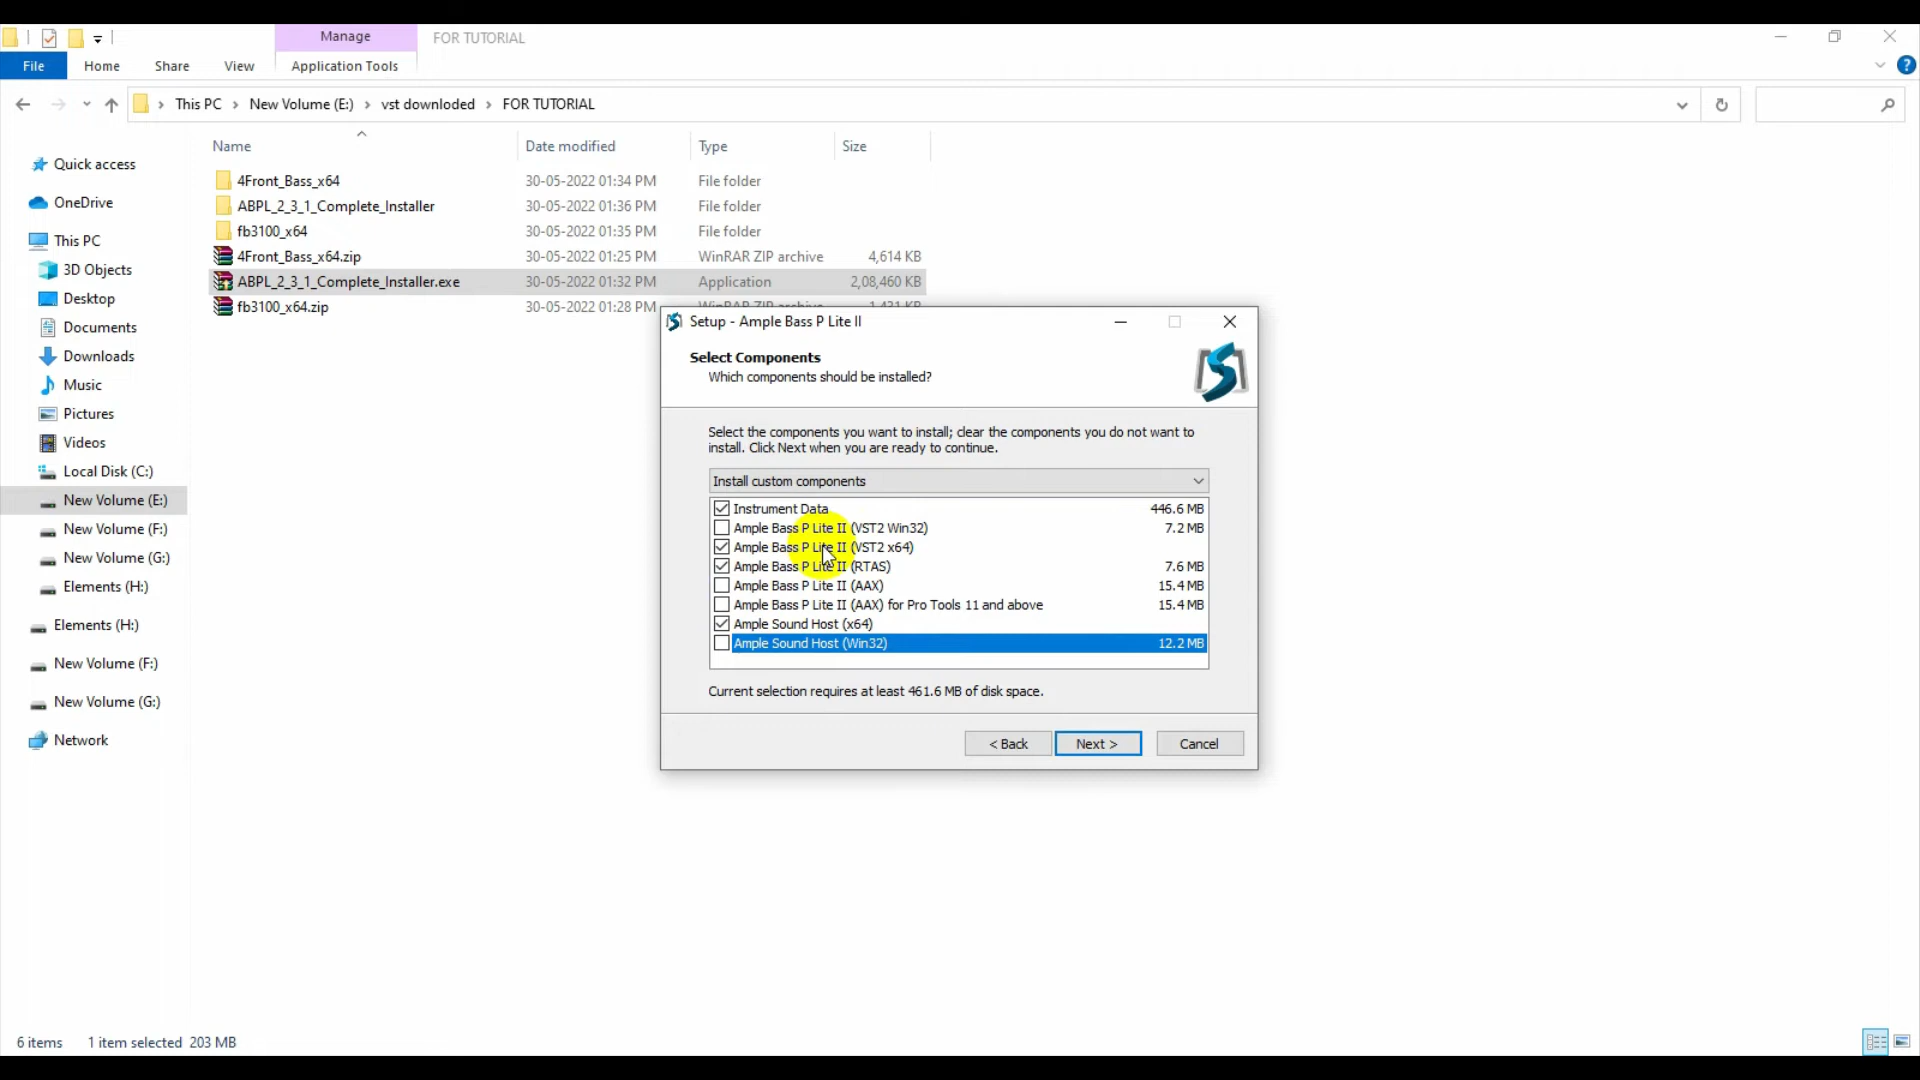 Manage
FOR TUTORIAL
File
Home
Share
View
Application Tools
This PC > New Volume (E:) > vst downloded > FOR TUTORIAL
Name
Date modified
Type
Size
4Front_Bass_x64 30-05-2022 01:34 PM File folder
ABPL_2_3_1_Complete_Installer 30-05-2022 01:36 PM File folder
fb3100_x64 30-05-2022 01:35 PM File folder
4Front_Bass_x64.zip 30-05-2022 01:25 PM WinRAR ZIP archive 4,614 KB
ABPL_2_3_1_Complete_Installer.exe 30-05-2022 01:32 PM Application 2,08,460 KB
fb3100_x64.zip 30-05-2022 01:28 PM WinRAR ZIP archive 1,431 KB
Quick access
OneDrive
This PC
3D Objects
Desktop
Documents
Downloads
Music
Pictures
Videos
Local Disk (C:)
New Volume (E:)
New Volume (F:)
New Volume (G:)
Elements (H:)
Elements (H:)
New Volume (F:)
New Volume (G:)
Network
Setup - Ample Bass P Lite II
Select Components
Which components should be installed?
Select the components you want to install; clear the components you do not want to
install. Click Next when you are ready to continue.
Install custom components
Instrument Data 446.6 MB
Ample Bass P Lite II (VST2 Win32) 7.2 MB
Ample Bass P Lite II (VST2 x64)
Ample Bass P Lite II (RTAS) 7.6 MB
Ample Bass P Lite II (AAX) 15.4 MB
Ample Bass P Lite II (AAX) for Pro Tools 11 and above 15.4 MB
Ample Sound Host (x64)
Ample Sound Host (Win32) 12.2 MB
Current selection requires at least 461.6 MB of disk space.
< Back
Next >
Cancel
6 items
1 item selected 203 MB